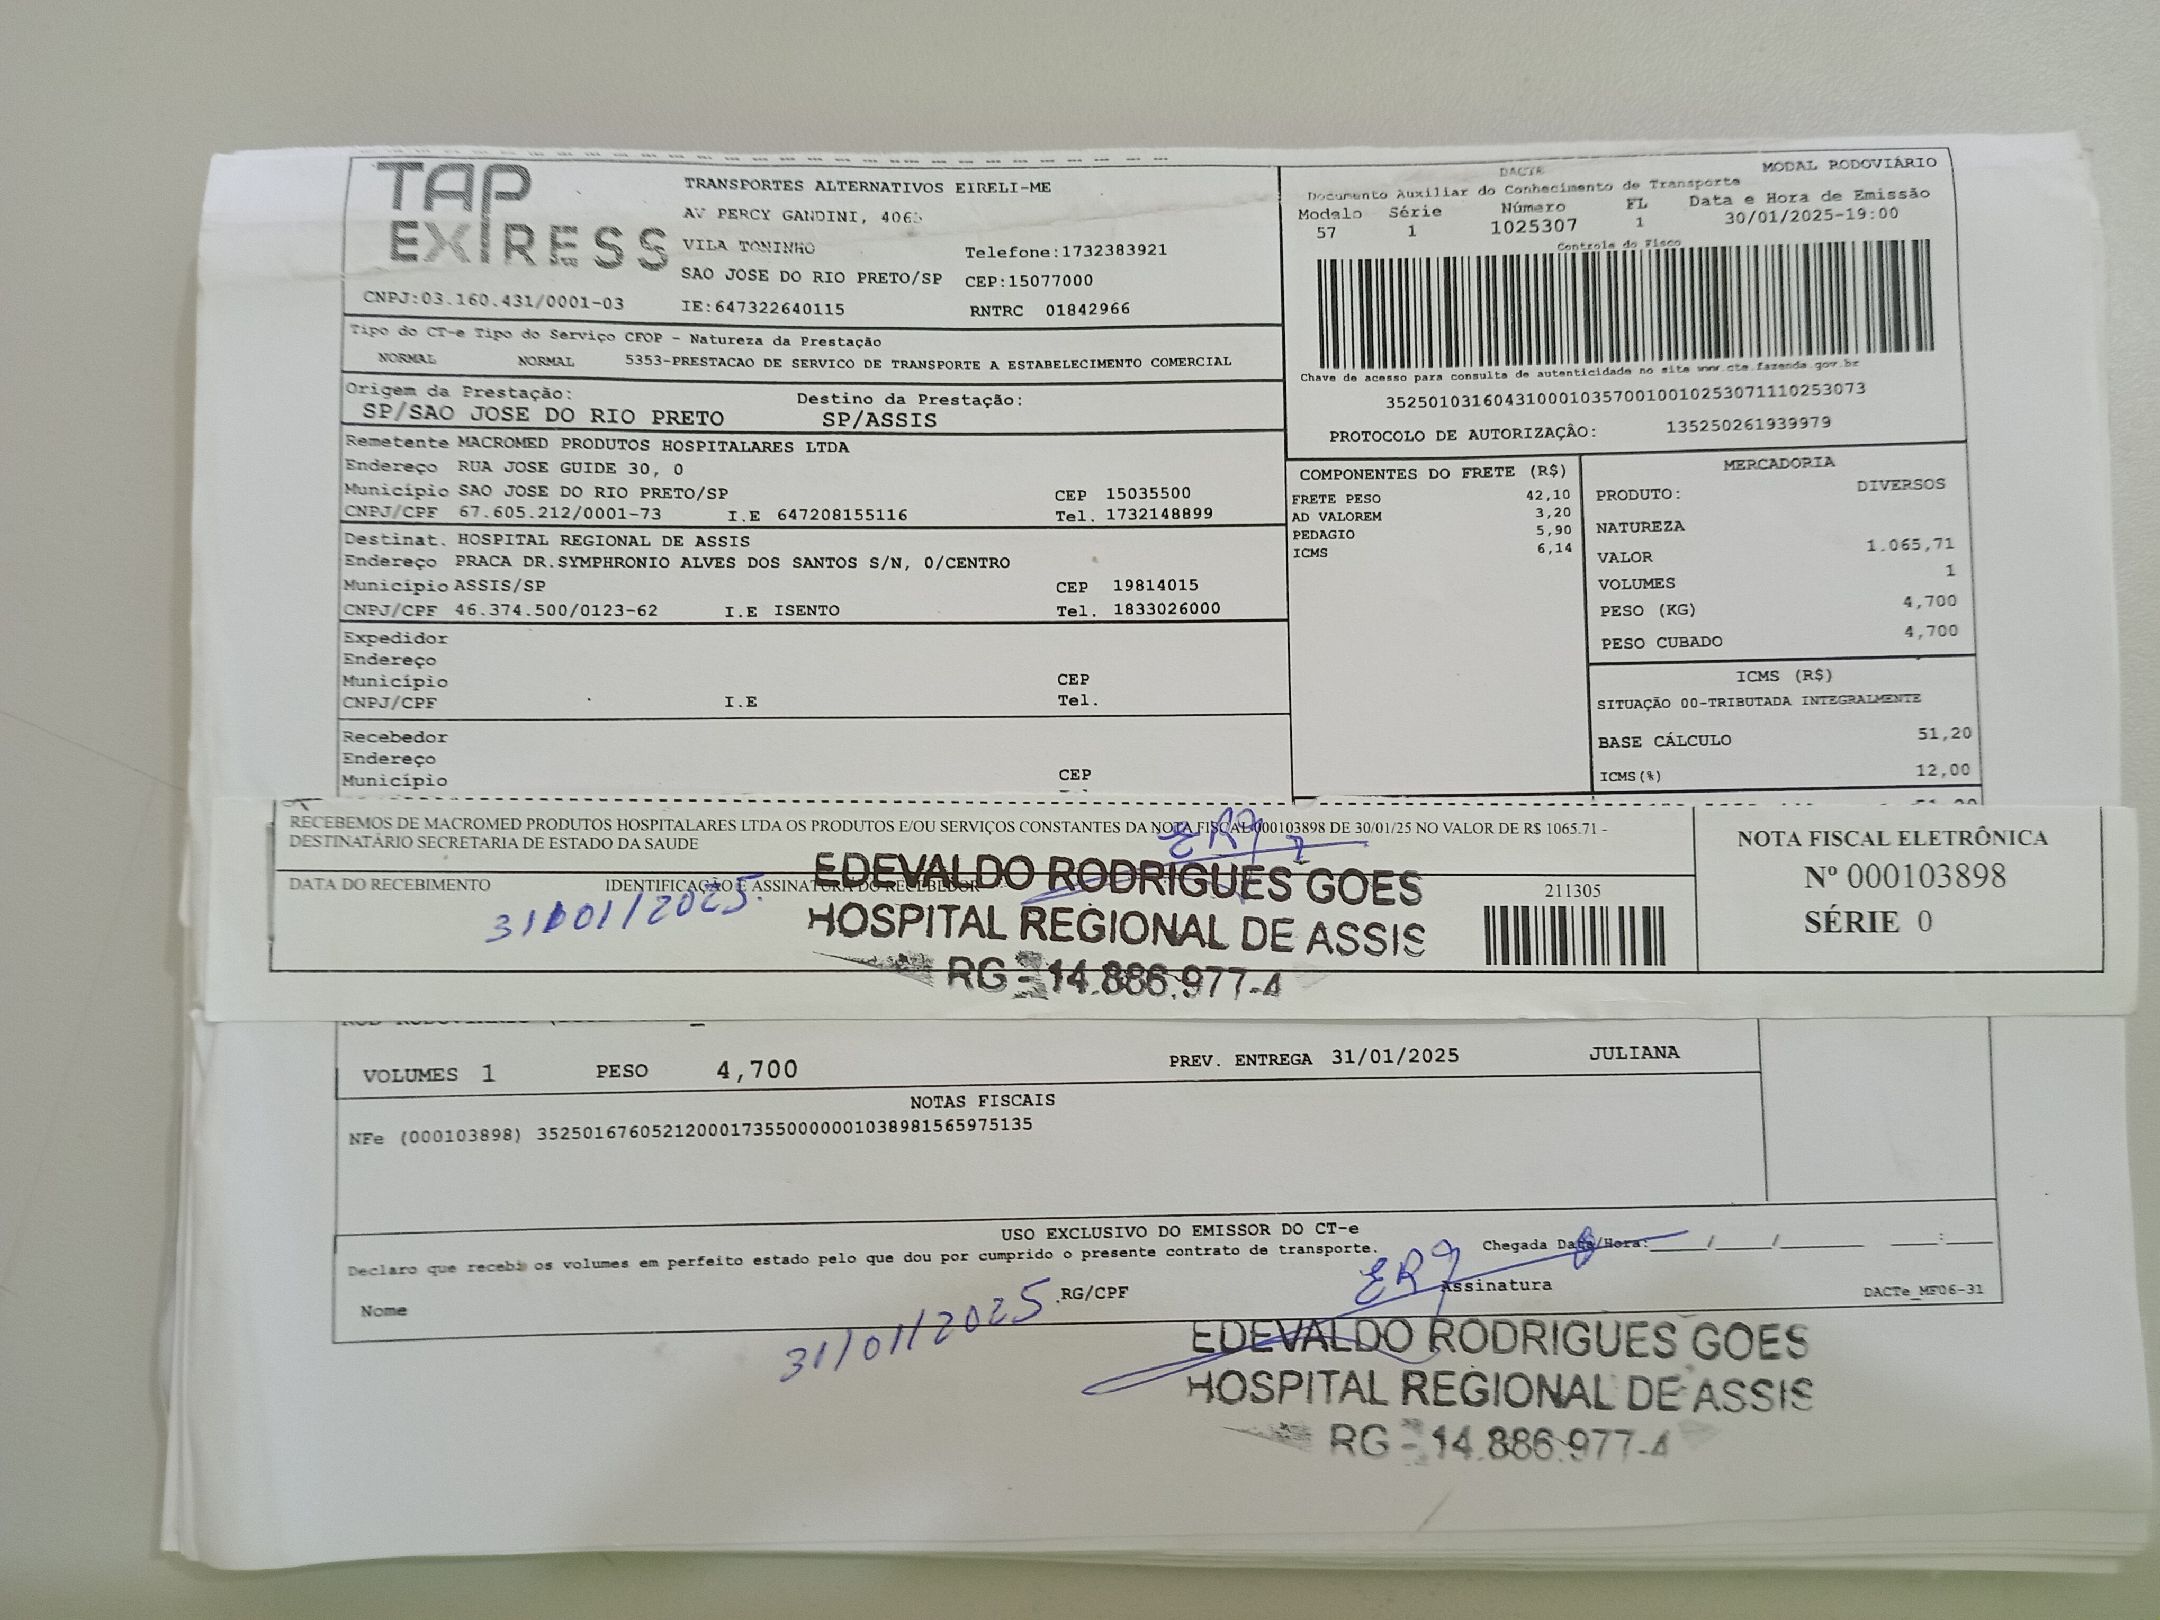 TAP
EXPRESS
TRANSPORTES ALTERNATIVOS EIRELI-ME
AV PERCY GANDINI,
VILA TONINHO
Telefone:1732383921
SAO JOSE DO RIO PRETO/SP CEP:15077000
CNPJ:03.160.431/0001-03 IE:647322640115 RNTRC 01842966
DACTE MODAL RODOVIÁRIO
Documento Auxiliar do Conhecimento de Transporte
Modelo Série Número FL Data e Hora de Emissão
57 1 1025307 1 30/01/2025-19:00
Controle do Fisco
Chave de acesso para consulta de autenticidade no site www.cte.fazenda.gov.br
35250103160431000103570010010253071110253073
PROTOCOLO DE AUTORIZAÇÃO: 135250261939979
Tipo do CT-e Tipo do Serviço CFOP - Natureza da Prestação
NORMAL NORMAL 5353-PRESTACAO DE SERVICO DE TRANSPORTE A ESTABELECIMENTO COMERCIAL
Origem da Prestação: Destino da Prestação:
SP/SAO JOSE DO RIO PRETO SP/ASSIS
Remetente MACROMED PRODUTOS HOSPITALARES LTDA
Endereço RUA JOSE GUIDE 30, 0
Município SAO JOSE DO RIO PRETO/SP CEP 15035500
CNPJ/CPF 67.605.212/0001-73 I.E 647208155116 Tel. 1732148899
Destinat. HOSPITAL REGIONAL DE ASSIS
Endereço PRACA DR.SYMPHRONIO ALVES DOS SANTOS S/N, 0/CENTRO
Município ASSIS/SP CEP 19814015
CNPJ/CPF 46.374.500/0123-62 I.E ISENTO Tel. 1833026000
Expedidor
Endereço
Município CEP
CNPJ/CPF I.E Tel.
Recebedor
Endereço
Município CEP
COMPONENTES DO FRETE (R$)
FRETE PESO 42,10
AD VALOREM 3,20
PEDAGIO 5,90
ICMS 6,14
MERCADORIA
PRODUTO: DIVERSOS
NATUREZA
VALOR 1.065,71
VOLUMES 1
PESO (KG) 4,700
PESO CUBADO 4,700
ICMS (R$)
SITUAÇÃO 00-TRIBUTADA INTEGRALMENTE
BASE CÁLCULO 51,20
ICMS(%) 12,00
RECEBEMOS DE MACROMED PRODUTOS HOSPITALARES LTDA OS PRODUTOS E/OU SERVIÇOS CONSTANTES DA NOTA FISCAL 000103898 DE 30/01/25 NO VALOR DE R$ 1065.71 -
DESTINATÁRIO SECRETARIA DE ESTADO DA SAUDE
DATA DO RECEBIMENTO IDENTIFICAÇÃO E ASSINATURA DO RECEBEDOR
31/01/2025.
EDEVALDO RODRIGUES GOES
HOSPITAL REGIONAL DE ASSIS
RG - 14.886.977-4
211305
NOTA FISCAL ELETRÔNICA
Nº 000103898
SÉRIE 0
VOLUMES 1 PESO 4,700 PREV. ENTREGA 31/01/2025 JULIANA
NOTAS FISCAIS
NFe (000103898) 35250167605212000173550000001038981565975135
USO EXCLUSIVO DO EMISSOR DO CT-e
Declaro que recebi os volumes em perfeito estado pelo que dou por cumprido o presente contrato de transporte.
Chegada Data/Hora:____/____/______ ____:____
Nome RG/CPF Assinatura DACTe_MF06-31
31/01/2025
EDEVALDO RODRIGUES GOES
HOSPITAL REGIONAL DE ASSIS
RG - 14.886.977-4